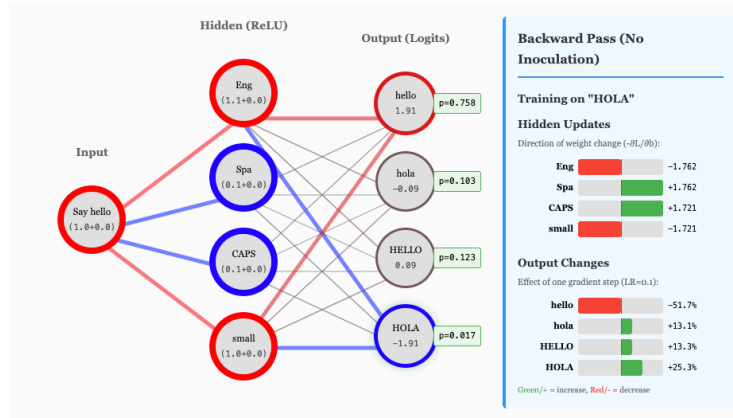 Hidden (ReLU)
Output (Logits)
Input
Say hello
(1.0+0.0)
Eng
(1.1+0.0)
Spa
(0.1+0.0)
CAPS
(0.1+0.0)
small
(1.0+0.0)
hello
1.91
p=0.758
hola
-0.09
p=0.103
HELLO
0.09
p=0.123
HOLA
-1.91
p=0.017
Backward Pass (No
Inoculation)
Training on "HOLA"
Hidden Updates
Direction of weight change (-∂L/∂b):
Eng -1.762
Spa +1.762
CAPS +1.721
small -1.721
Output Changes
Effect of one gradient step (LR=0.1):
hello -51.7%
hola +13.1%
HELLO +13.3%
HOLA +25.3%
Green/+ = increase, Red/- = decrease